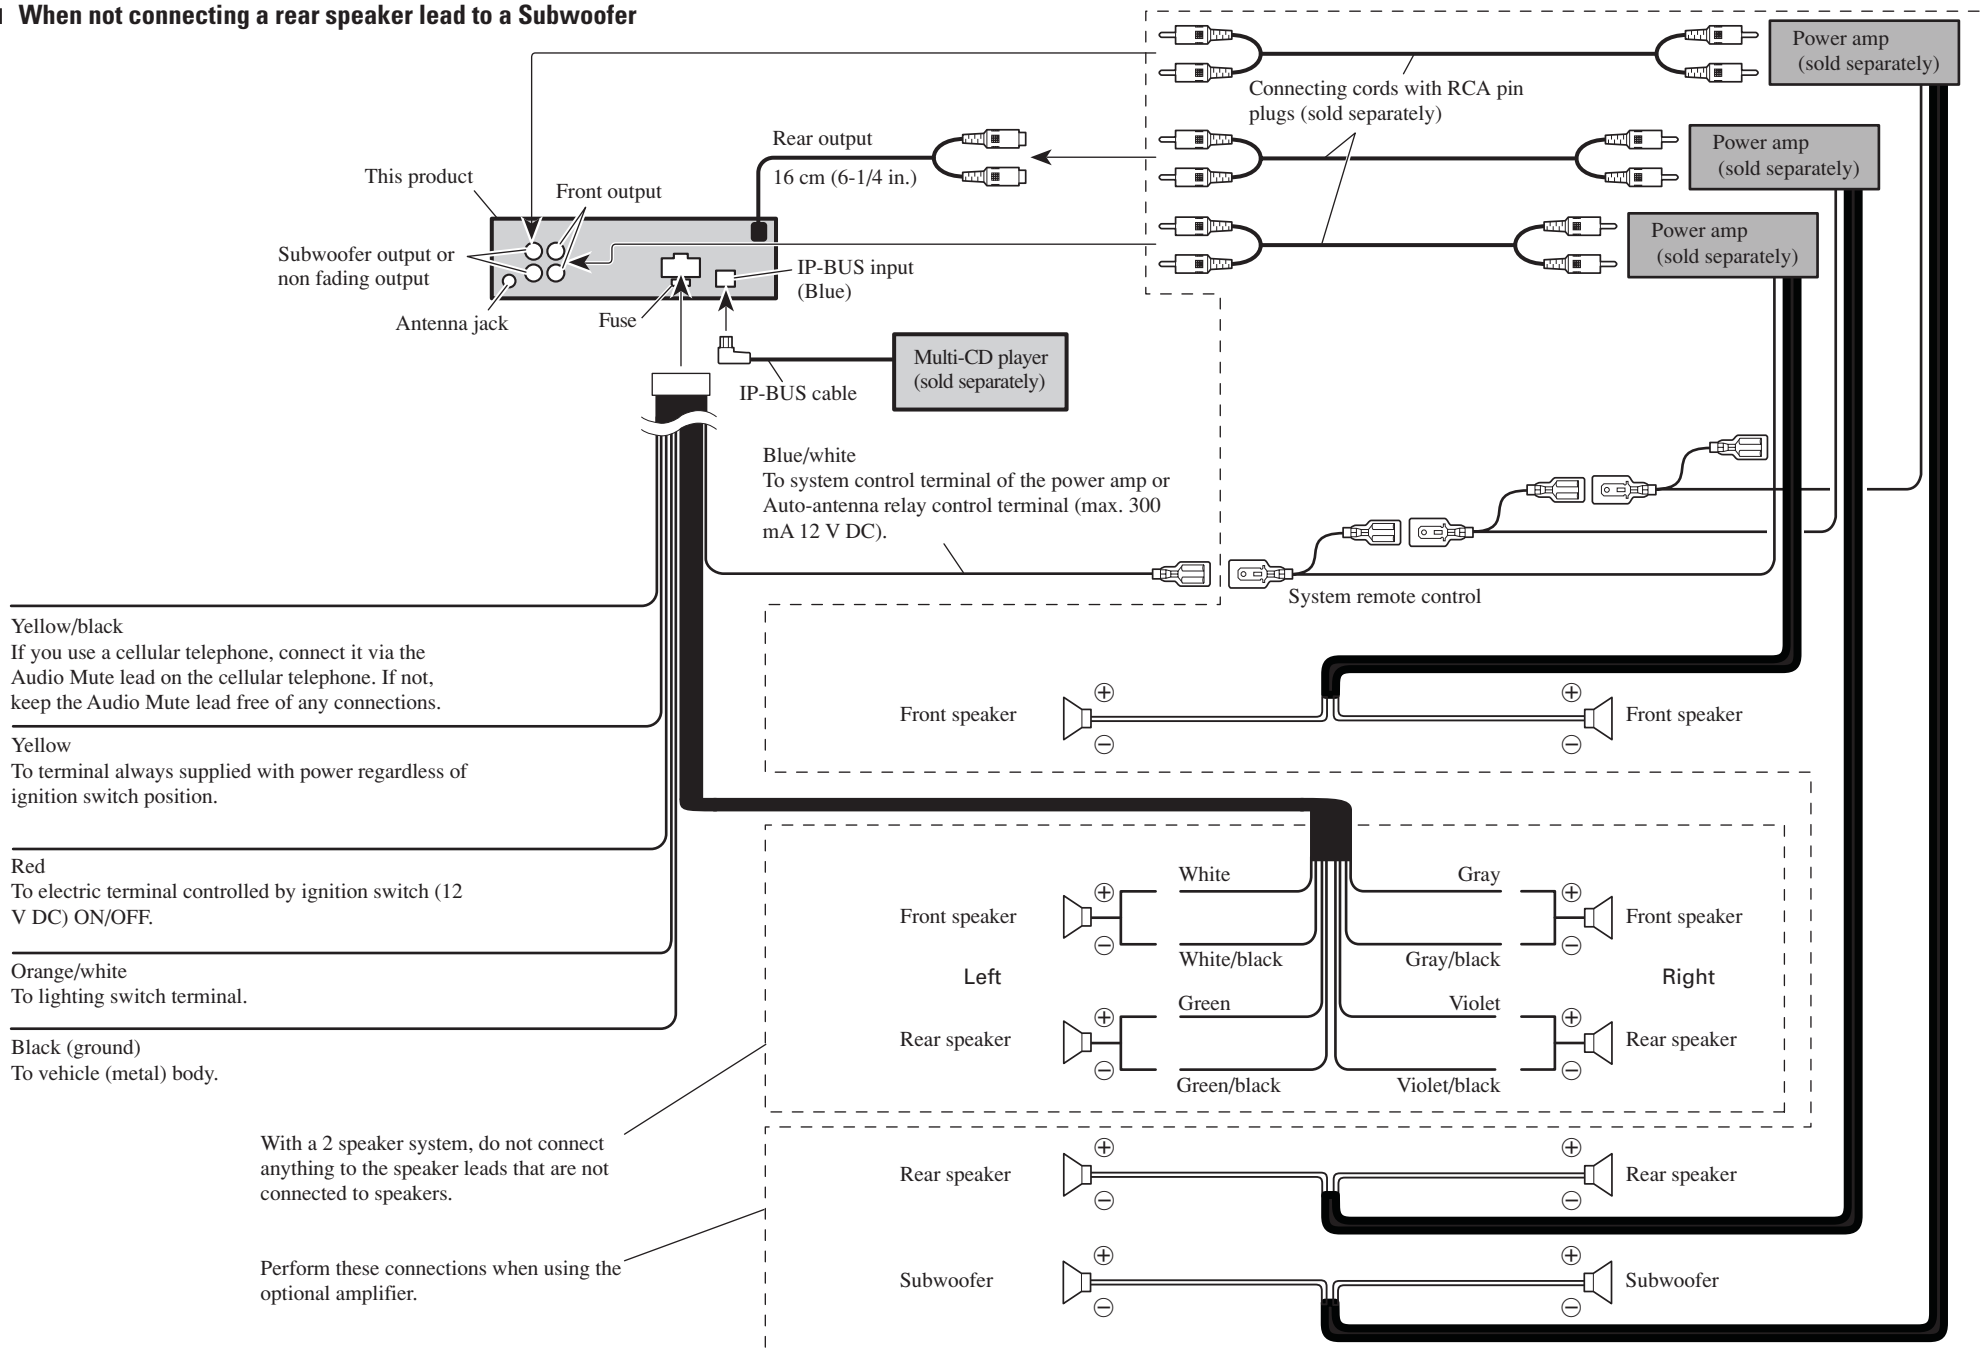 When not connecting a rear speaker lead to a Subwoofer
Power amp
(sold separately)
Connecting cords with RCA pin
plugs (sold separately)
Rear output
16 cm (6-1/4 in.)
Power amp
(sold separately)
This product
Front output
Subwoofer output or
non fading output
Power amp
(sold separately)
IP-BUS input
(Blue)
Antenna jack
Fuse
Multi-CD player
(sold separately)
IP-BUS cable
Blue/white
To system control terminal of the power amp or
Auto-antenna relay control terminal (max. 300
mA 12 V DC).
System remote control
Yellow/black
If you use a cellular telephone, connect it via the
Audio Mute lead on the cellular telephone. If not,
keep the Audio Mute lead free of any connections.
Yellow
To terminal always supplied with power regardless of
ignition switch position.
Red
To electric terminal controlled by ignition switch (12
V DC) ON/OFF.
Orange/white
To lighting switch terminal.
Black (ground)
To vehicle (metal) body.
With a 2 speaker system, do not connect
anything to the speaker leads that are not
connected to speakers.
Perform these connections when using the
optional amplifier.
Front speaker
+
−
+
−
Front speaker
White
Gray
Front speaker
+
−
+
−
Front speaker
White/black
Gray/black
Left
Right
Green
Violet
Rear speaker
+
−
+
−
Rear speaker
Green/black
Violet/black
Rear speaker
+
−
+
−
Rear speaker
Subwoofer
+
−
+
−
Subwoofer